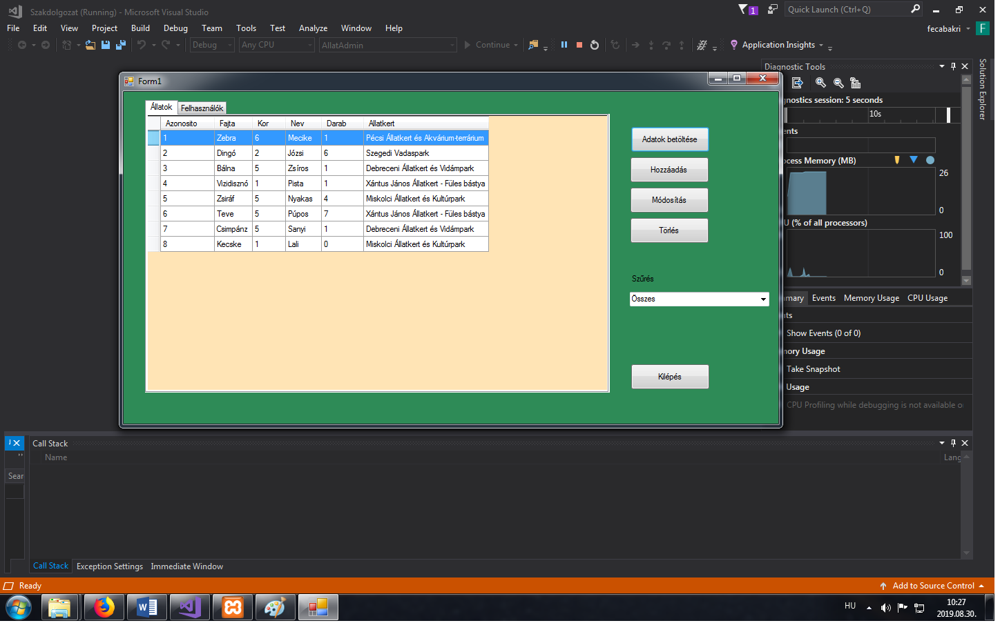 Szakdolgozat (Running) - Microsoft Visual Studio
1
Quick Launch (Ctrl+Q)
File Edit View Project Build Debug Team Tools Test Analyze Window Help
fecabakri F
Debug Any CPU AllatAdmin Continue Application Insights
Diagnostic Tools
Solution Explorer
Form1
gnostics session: 5 seconds
10s
Állatok Felhasználók
Azonosito Fajta Kor Nev Darab Allatkert
1 Zebra 6 Mecike 1 Pécsi Állatkert és Akvárium-terrárium
2 Dingó 2 Józsi 6 Szegedi Vadaspark
3 Bálna 5 Zsíros 1 Debreceni Állatkert és Vidámpark
4 Vizidisznó 1 Pista 1 Xántus János Állatkert - Füles bástya
5 Zsiráf 5 Nyakas 4 Miskolci Állatkert és Kultúrpark
6 Teve 5 Púpos 7 Xántus János Állatkert - Füles bástya
7 Csimpánz 5 Sanyi 1 Debreceni Állatkert és Vidámpark
8 Kecske 1 Lali 0 Miskolci Állatkert és Kultúrpark
Adatok betöltése
Hozzáadás
Módosítás
Törlés
Szűrés
Összes
Kilépés
ents
ocess Memory (MB)
26
0
U (% of all processors)
100
0
mary Events Memory Usage CPU Usage
nts
Show Events (0 of 0)
mory Usage
Take Snapshot
Usage
CPU Profiling while debugging is not available o
Call Stack
Name
Lang
Sear
Call Stack Exception Settings Immediate Window
Ready
Add to Source Control
HU
10:27
2019.08.30.